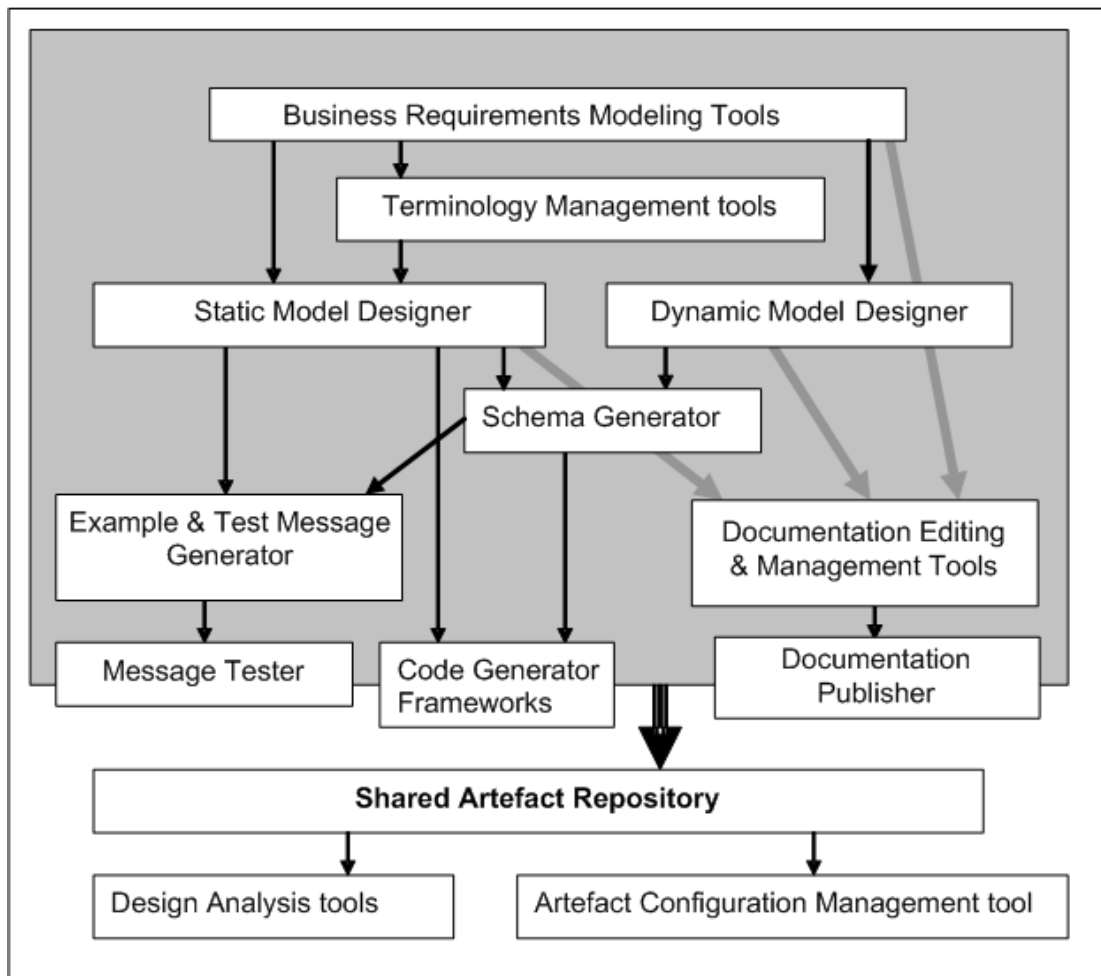 Business Requirements Modeling Tools
Terminology Management tools
Static Model Designer
Dynamic Model Designer
Schema Generator
Example & Test Message
Generator
Documentation Editing
& Management Tools
Message Tester
Code Generator
Frameworks
Documentation
Publisher
Shared Artefact Repository
Design Analysis tools
Artefact Configuration Management tool